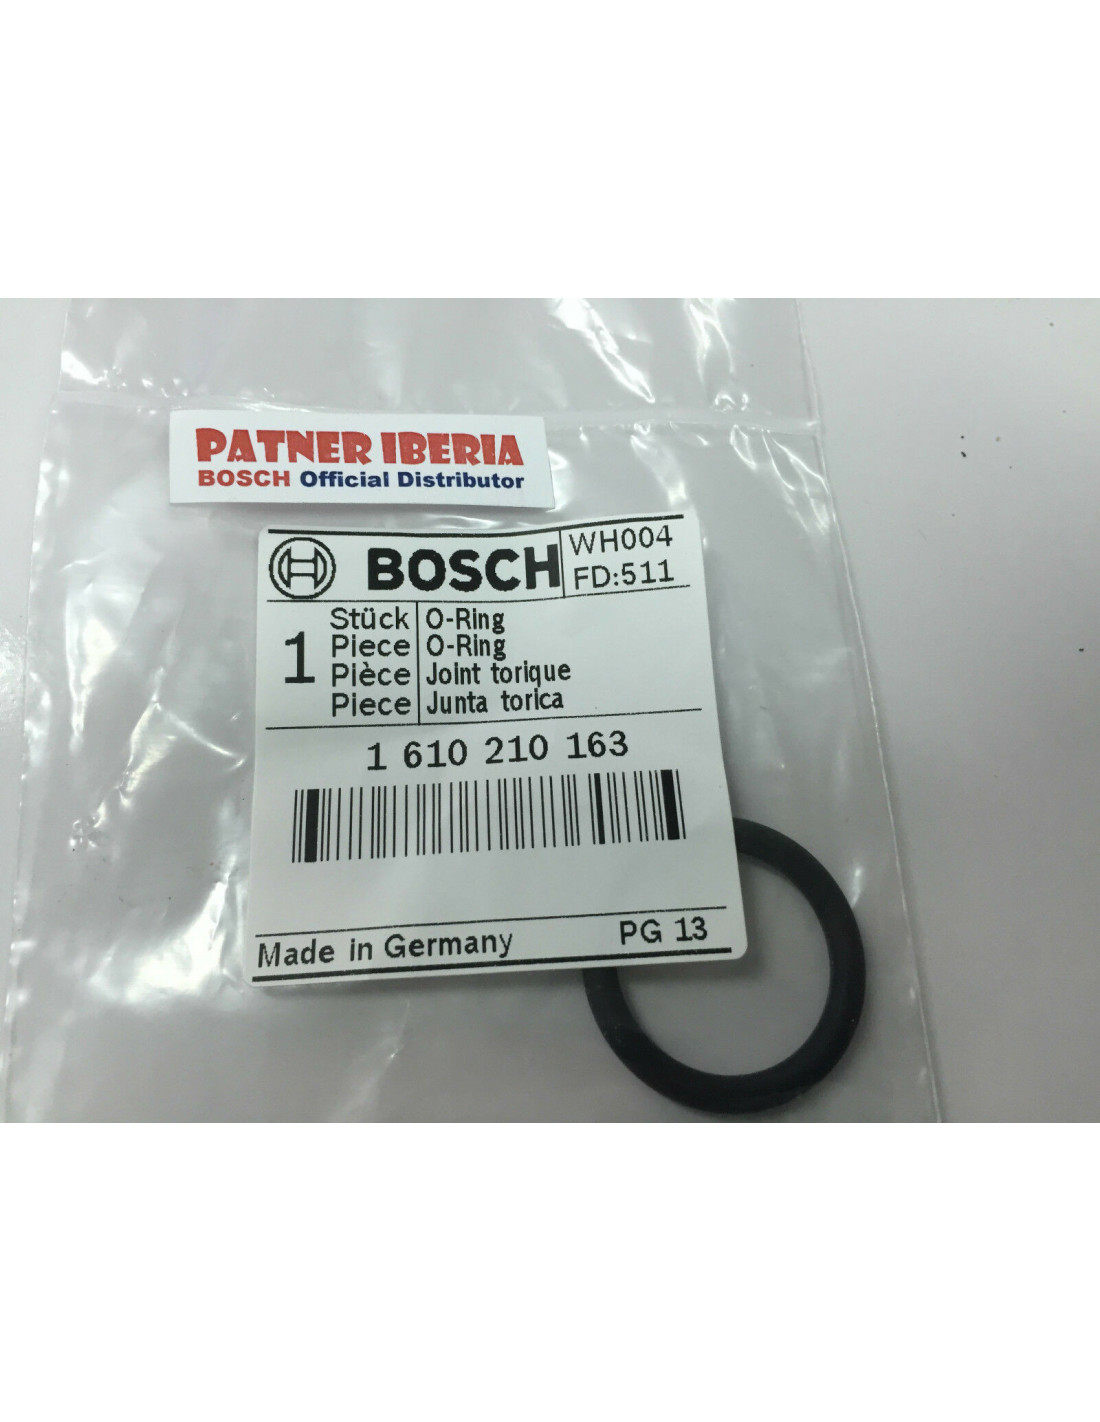 PATNER IBERIA
BOSCH Official Distributor
BOSCH
WH004
FD:511
1
Stück O-Ring
Piece O-Ring
Pièce Joint torique
Piece Junta torica
1 610 210 163
Made in Germany PG 13